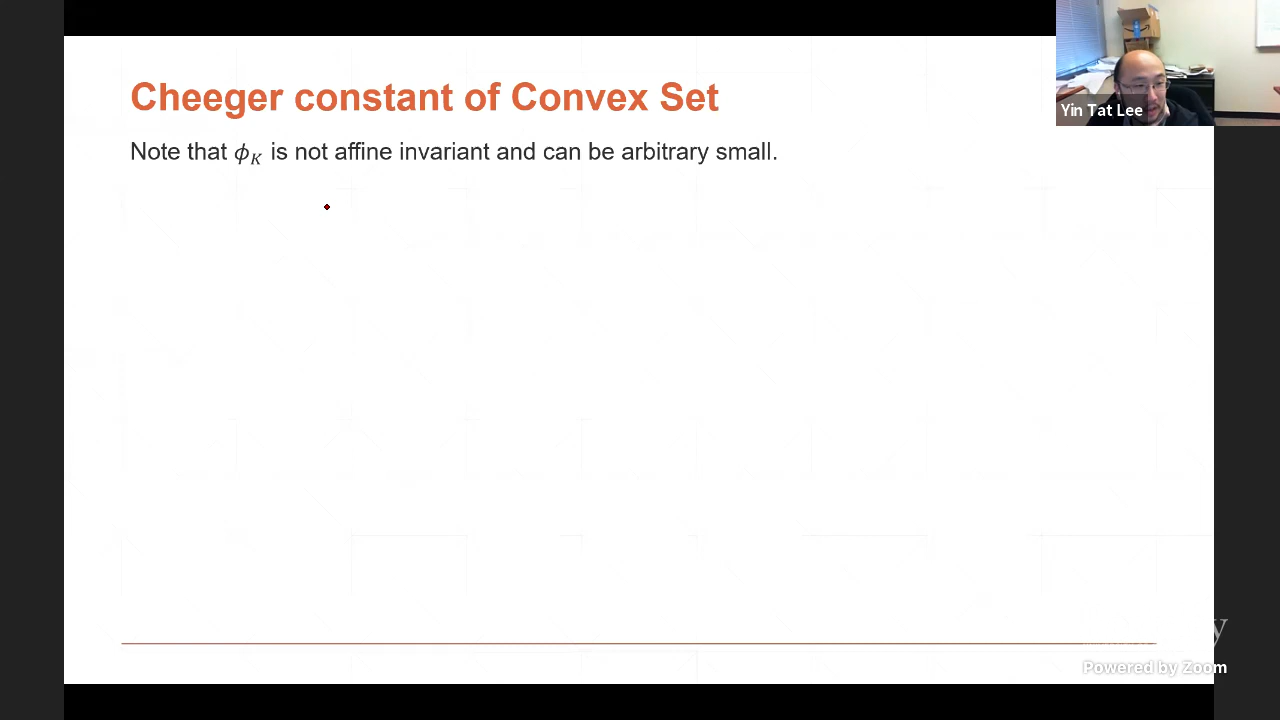 Cheeger constant of Convex Set
Note that ϕ_K is not affine invariant and can be arbitrary small.
Yin Tat Lee
y
Powered by Zoom